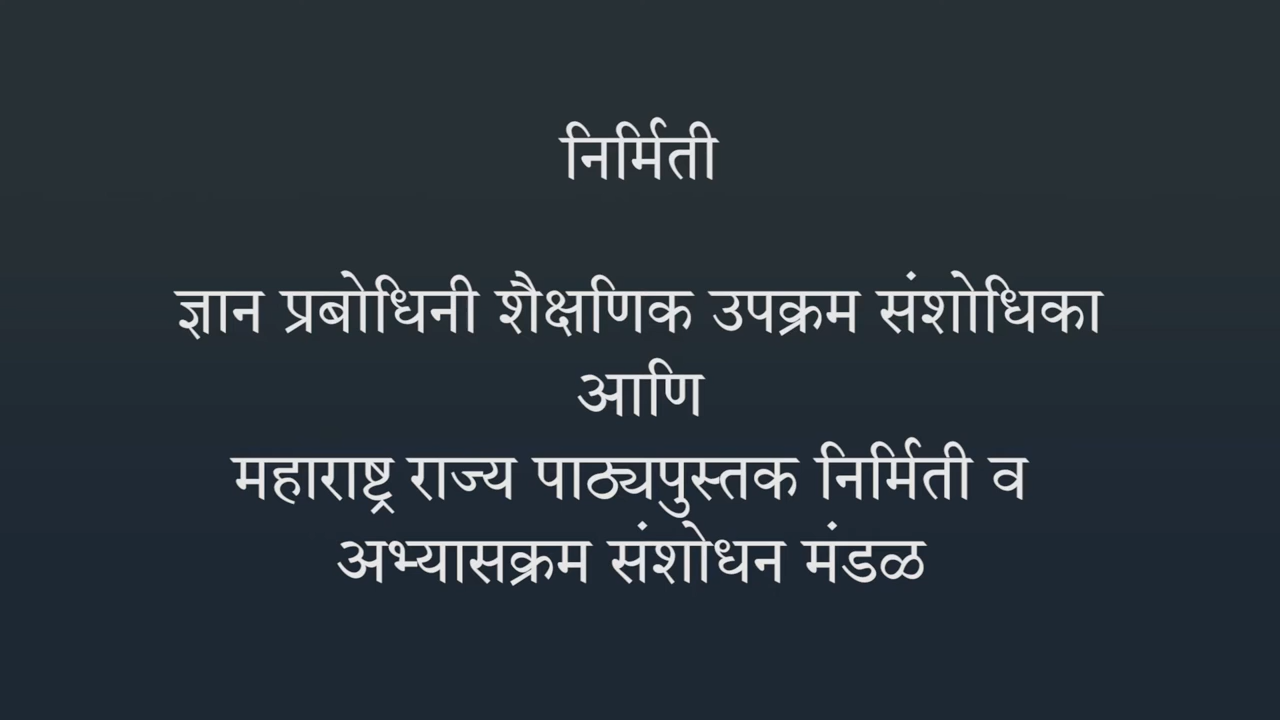 निर्मिती
ज्ञान प्रबोधिनी शैक्षणिक उपक्रम संशोधिका
आणि
महाराष्ट्र राज्य पाठ्यपुस्तक निर्मिती व
अभ्यासक्रम संशोधन मंडळ